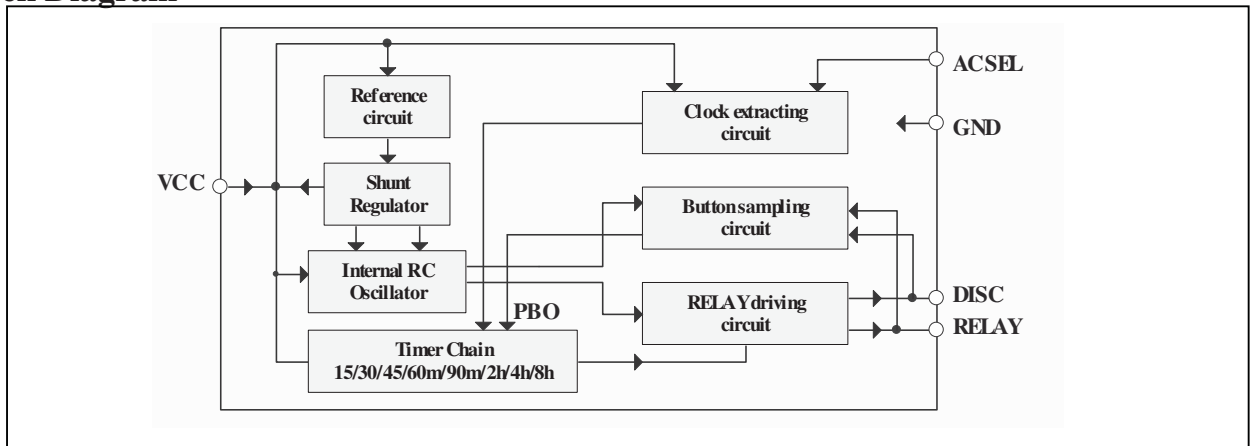 Reference
circuit
Clock extracting
circuit
ACSEL
GND
VCC
Shunt
Regulator
Button sampling
circuit
Internal RC
Oscillator
PBO
RELAY driving
circuit
DISC
RELAY
Timer Chain
15/30/45/60m/90m/2h/4h/8h